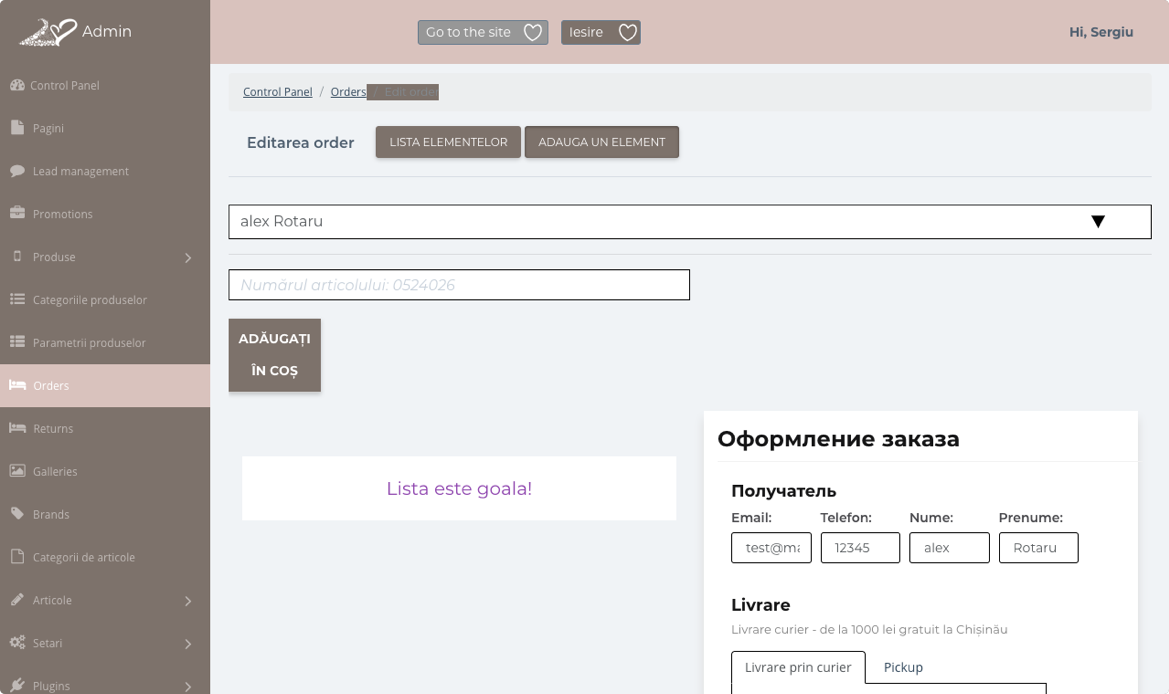 Admin
Go to the site
Iesire
Hi, Sergiu
Control Panel
Pagini
Lead management
Promotions
Produse
Categoriile produselor
Parametrii produselor
Orders
Returns
Galleries
Brands
Categorii de articole
Articole
Setari
Plugins
Control Panel / Orders / Edit order
Editarea order
LISTA ELEMENTELOR
ADAUGA UN ELEMENT
alex Rotaru
Numărul articolului: 0524026
ADĂUGAȚI
ÎN COȘ
Lista este goala!
Оформление заказа
Получатель
Email: Telefon: Nume: Prenume:
test@ma 12345 alex Rotaru
Livrare
Livrare curier - de la 1000 lei gratuit la Chișinău
Livrare prin curier Pickup